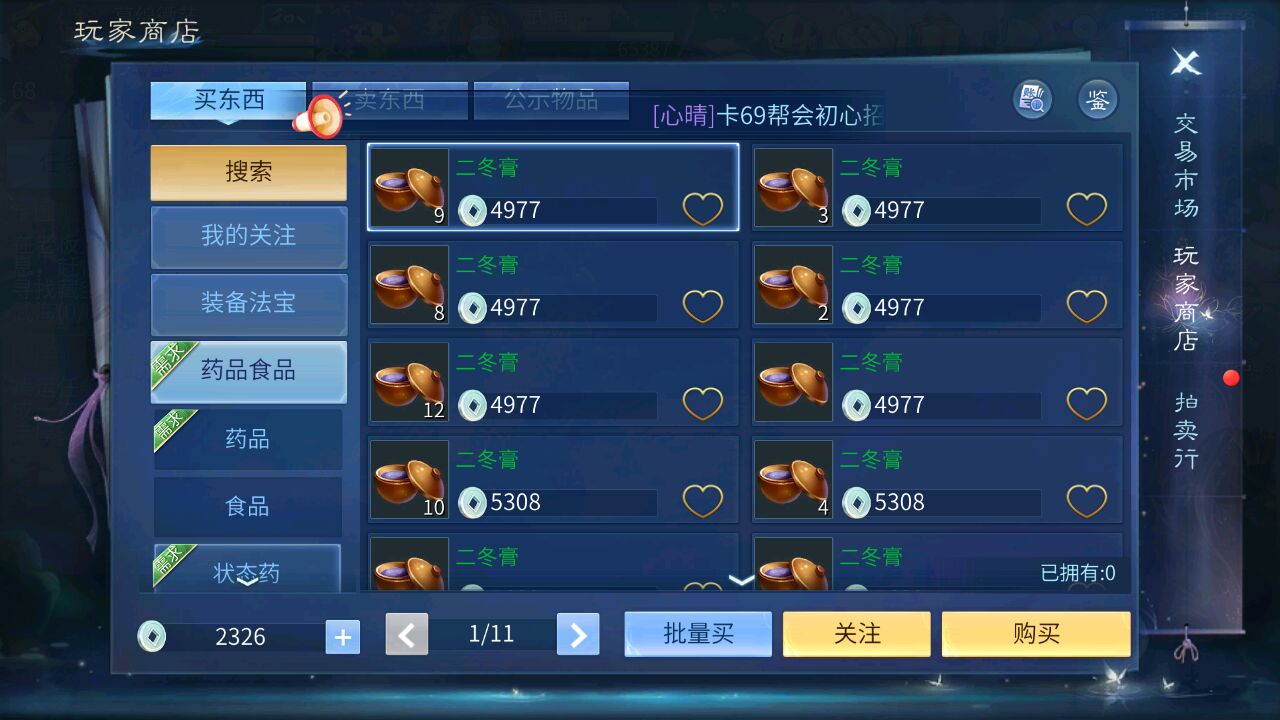 玩家商店
买东西
卖东西
公示物品
[心晴]卡69帮会初心招
账
鉴
搜索
我的关注
装备法宝
需求
药品食品
需求
药品
食品
需求
状态药
二冬膏
9
4977
二冬膏
3
4977
二冬膏
8
4977
二冬膏
2
4977
二冬膏
12
4977
二冬膏
4977
二冬膏
10
5308
二冬膏
4
5308
二冬膏
二冬膏
已拥有:0
2326
1/11
批量买
关注
购买
交易市场
玩家商店
拍卖行